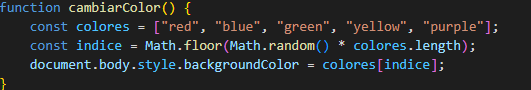 function cambiarColor() {
    const colores = ["red", "blue", "green", "yellow", "purple"];
    const indice = Math.floor(Math.random() * colores.length);
    document.body.style.backgroundColor = colores[indice];
}